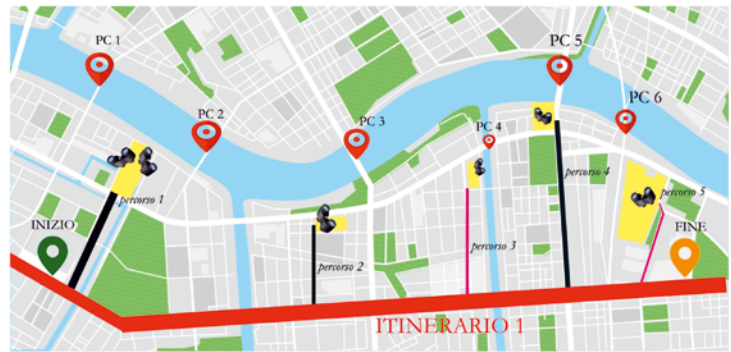 PC 1
PC 5
PC 6
PC 2
PC 3
PC 4
percorso 4
percorso 1
percorso 5
INIZIO
FINE
percorso 3
percorso 2
ITINERARIO 1